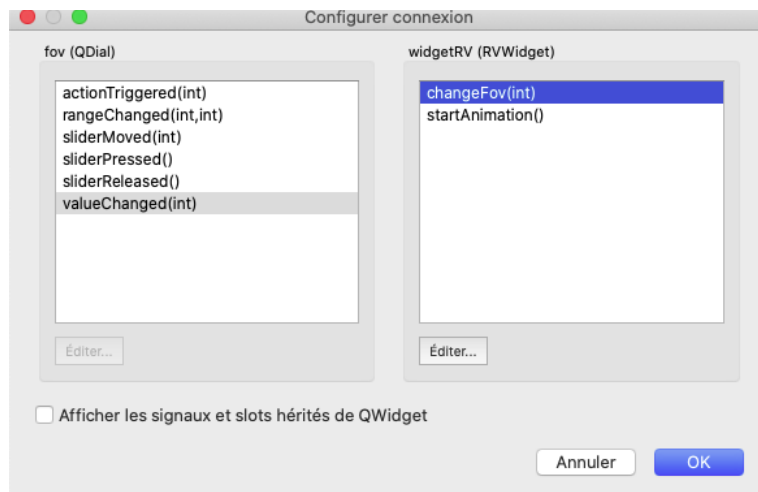 Configurer connexion
fov (QDial)
actionTriggered(int)
rangeChanged(int,int)
sliderMoved(int)
sliderPressed()
sliderReleased()
valueChanged(int)
Éditer...
widgetRV (RVWidget)
changeFov(int)
startAnimation()
Éditer...
Afficher les signaux et slots hérités de QWidget
Annuler
OK